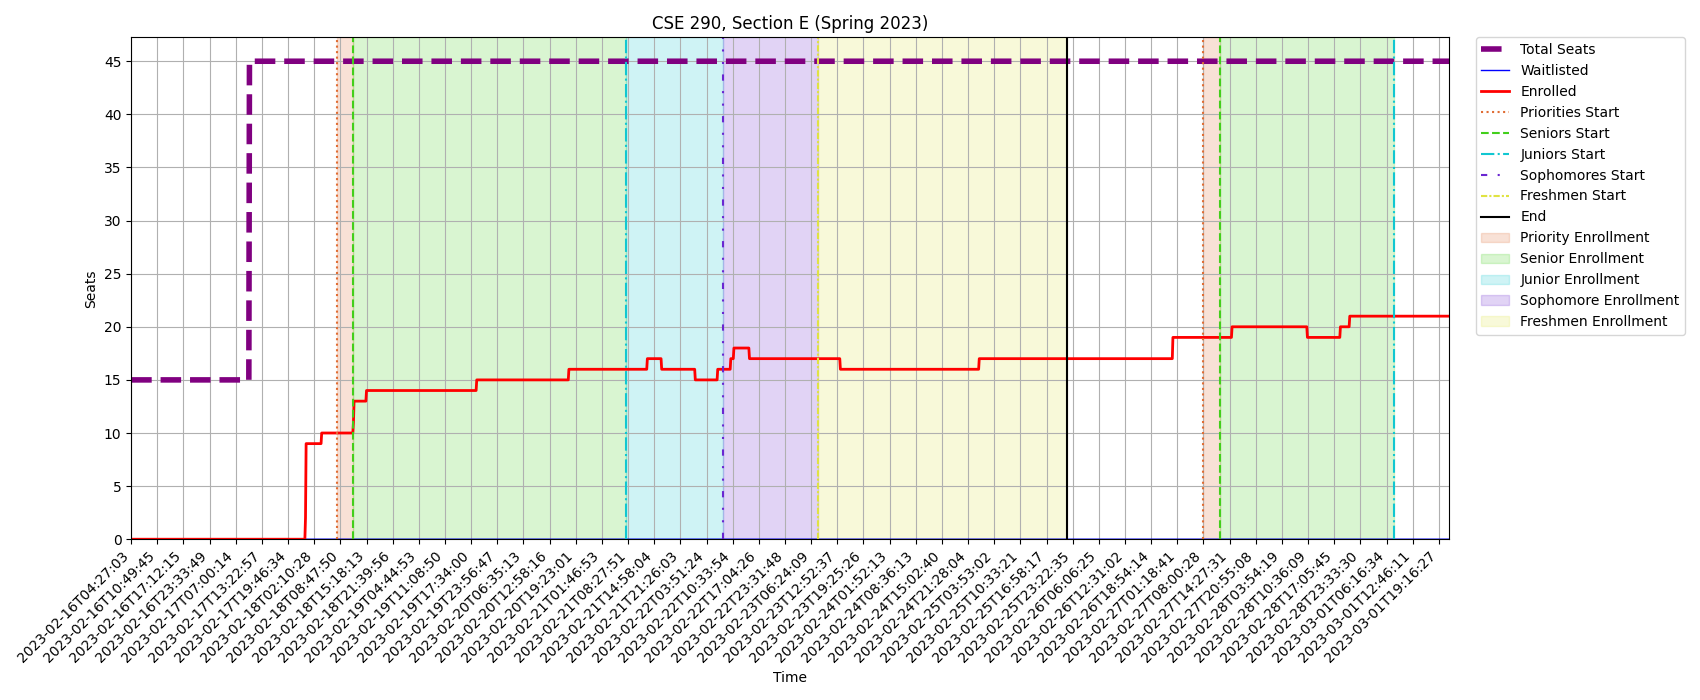 CSE 290, Section E (Spring 2023)
Seats
45
40
35
30
25
20
15
10
5
0
2023-02-16T04:27:03
2023-02-16T10:49:45
2023-02-16T17:12:15
2023-02-16T23:33:49
2023-02-17T07:00:14
2023-02-17T13:22:57
2023-02-17T19:46:34
2023-02-18T02:10:28
2023-02-18T08:47:50
2023-02-18T15:18:13
2023-02-18T21:39:56
2023-02-19T04:44:53
2023-02-19T11:08:50
2023-02-19T17:34:00
2023-02-19T23:56:47
2023-02-20T06:35:13
2023-02-20T12:58:16
2023-02-20T19:23:01
2023-02-21T01:46:53
2023-02-21T08:27:51
2023-02-21T14:58:04
2023-02-21T21:26:03
2023-02-22T03:51:24
2023-02-22T10:33:54
2023-02-22T17:04:26
2023-02-22T23:31:48
2023-02-23T06:24:09
2023-02-23T12:52:37
2023-02-23T19:25:26
2023-02-24T01:52:13
2023-02-24T08:36:13
2023-02-24T15:02:40
2023-02-24T21:28:04
2023-02-25T03:53:02
2023-02-25T10:33:21
2023-02-25T16:58:17
2023-02-25T23:22:35
2023-02-26T06:06:25
2023-02-26T12:31:02
2023-02-26T18:54:14
2023-02-27T01:18:41
2023-02-27T08:00:28
2023-02-27T14:27:31
2023-02-27T20:55:08
2023-02-28T03:54:19
2023-02-28T10:36:09
2023-02-28T17:05:45
2023-02-28T23:33:30
2023-03-01T06:16:34
2023-03-01T12:46:11
2023-03-01T19:16:27
Time
Total Seats
Waitlisted
Enrolled
Priorities Start
Seniors Start
Juniors Start
Sophomores Start
Freshmen Start
End
Priority Enrollment
Senior Enrollment
Junior Enrollment
Sophomore Enrollment
Freshmen Enrollment